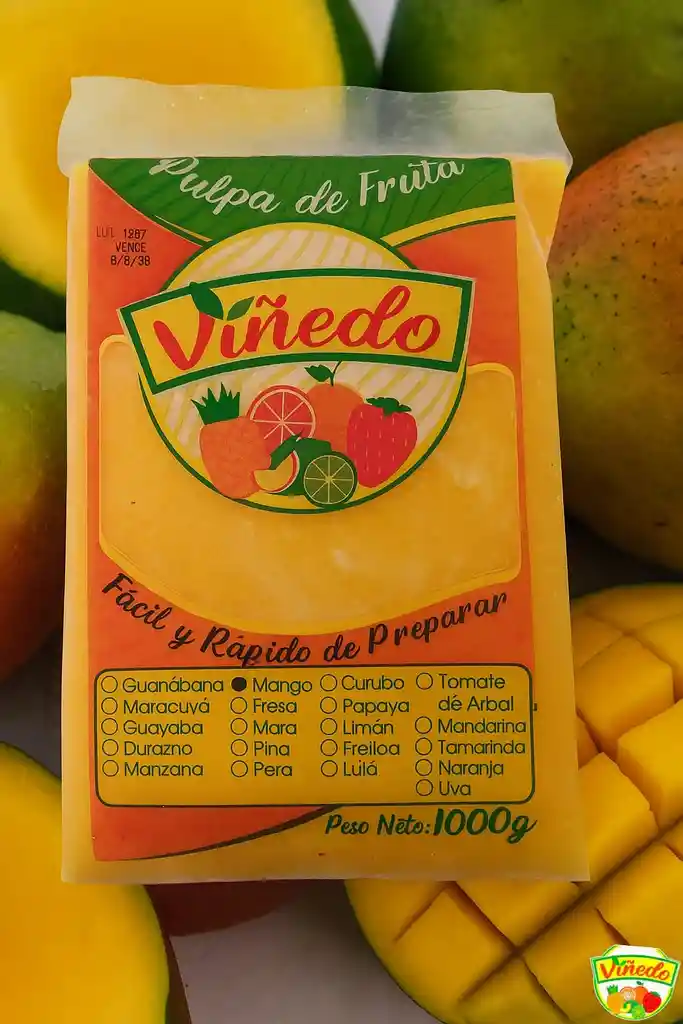 Pulpa de Fruta
LUL 1287
VENCE
8/8/38
Viñedo
Fácil y Rápido de Preparar
Guanábana
Maracuvá
Guayaba
Durazno
Manzana
Mango
Fresa
Mara
Pina
Pera
Curubo
Papaya
Limán
Freiloa
Lulá
Tomate
dé Arbal
Mandarina
Tamarinda
Naranja
Uva
Peso Neto: 1000g
Viñedo